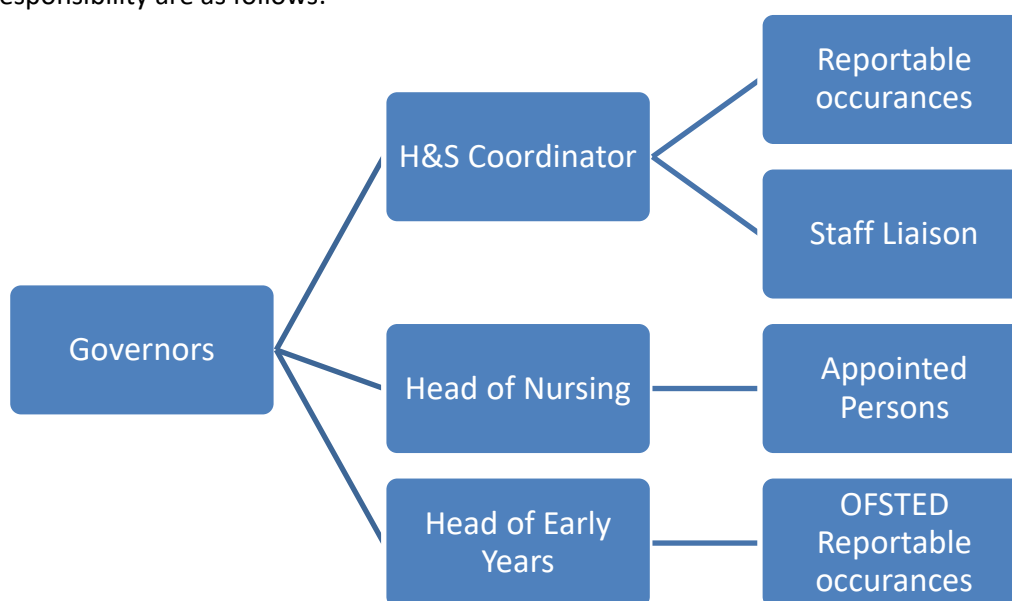 esponsibility are as follows:
Reportable
occurances
H&S Coordinator
Staff Liaison
Governors
Head of Nursing
Appointed
Persons
Head of Early
Years
OFSTED
Reportable
occurances